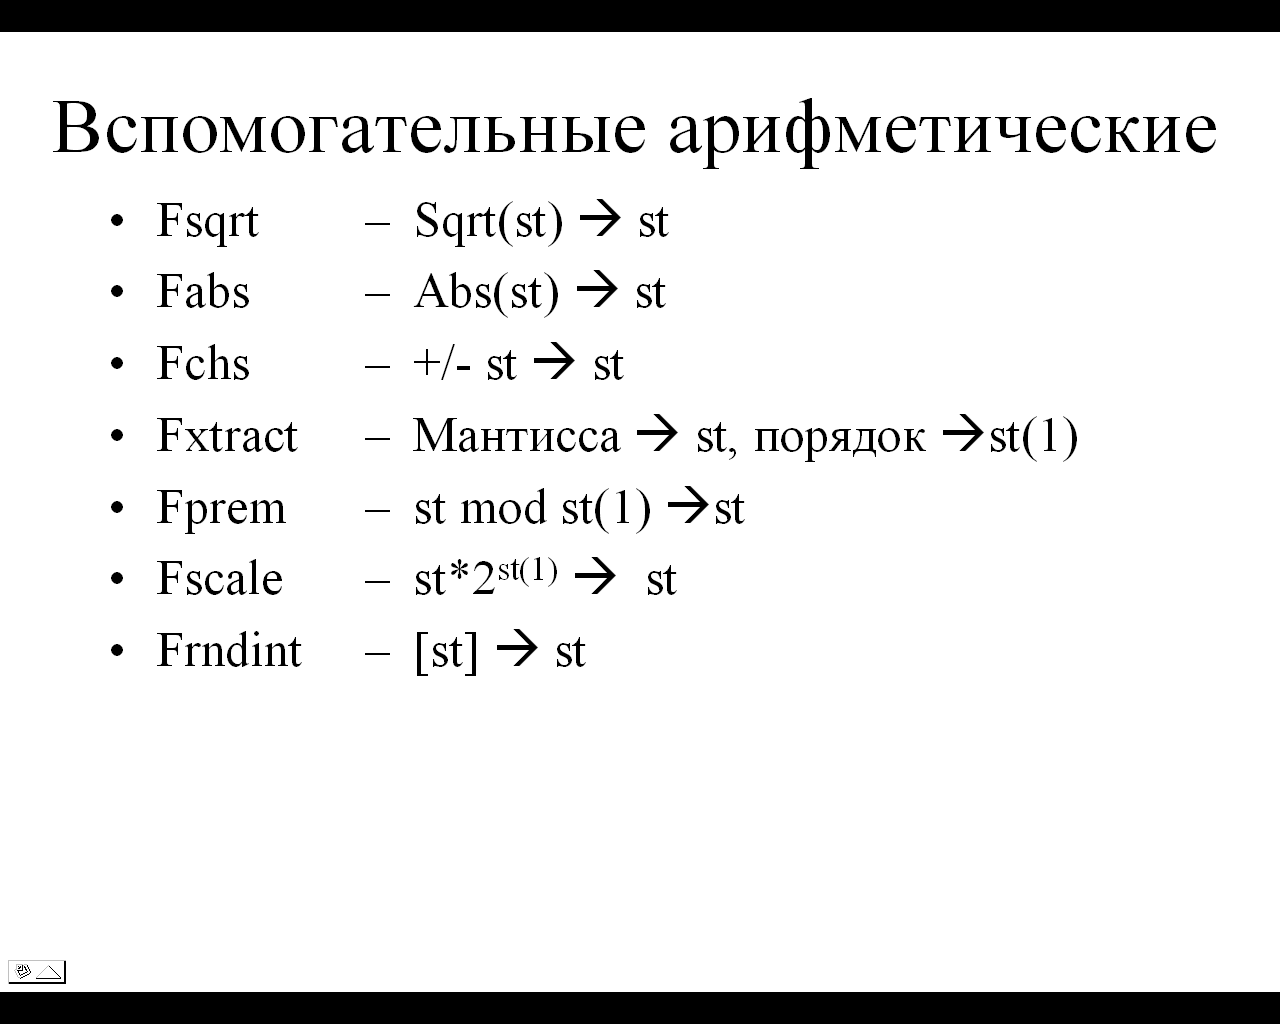 Вспомогательные арифметические
• Fsqrt – Sqrt(st) → st
• Fabs – Abs(st) → st
• Fchs – +/- st → st
• Fxtract – Мантисса → st, порядок →st(1)
• Fprem – st mod st(1) →st
• Fscale – st*2^st(1) → st
• Frndint – [st] → st